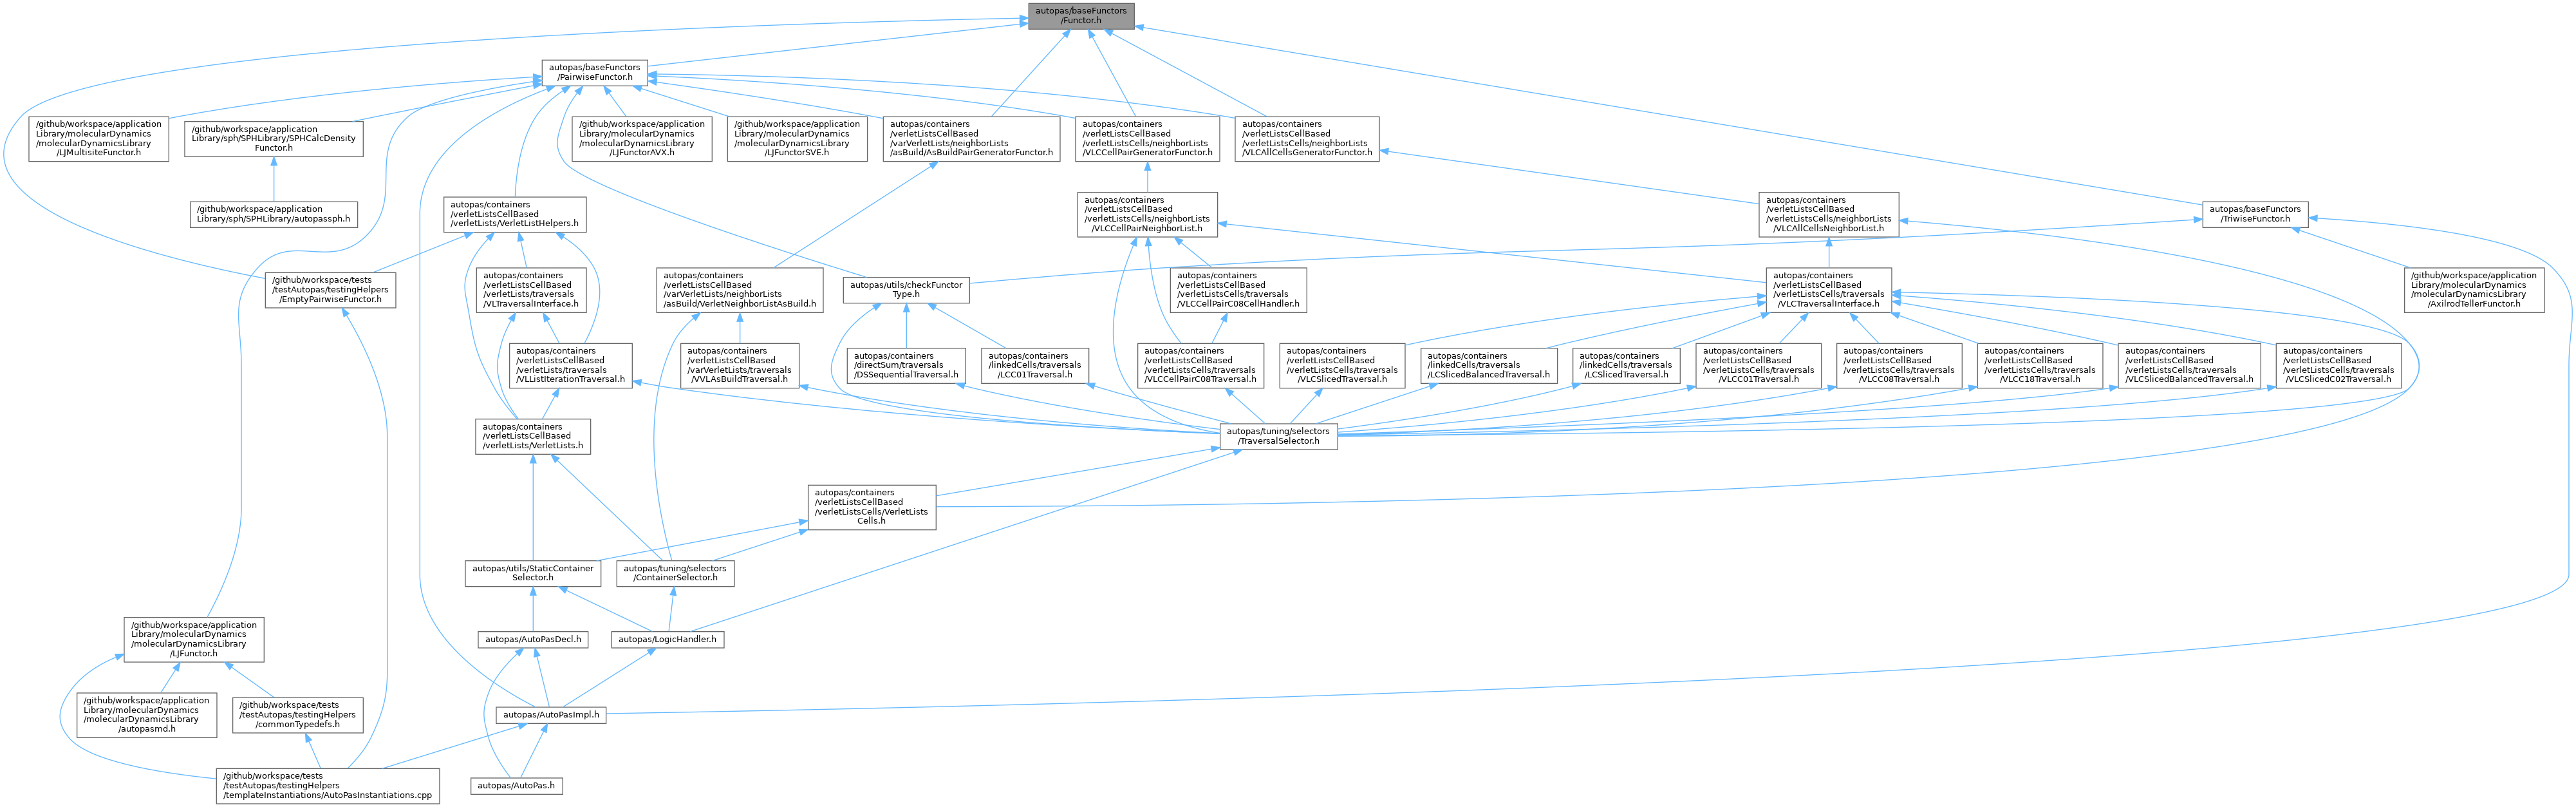 autopas/baseFunctors
/Functor.h
autopas/baseFunctors
/PairwiseFunctor.h
/github/workspace/application
Library/molecularDynamics
/molecularDynamicsLibrary
/LJMultisiteFunctor.h
/github/workspace/application
Library/sph/SPHLibrary/SPHCalcDensity
Functor.h
/github/workspace/application
Library/molecularDynamics
/molecularDynamicsLibrary
/LJFunctorAVX.h
/github/workspace/application
Library/molecularDynamics
/molecularDynamicsLibrary
/LJFunctorSVE.h
autopas/containers
/verletListsCellBased
/varVerletLists/neighborLists
/asBuild/AsBuildPairGeneratorFunctor.h
autopas/containers
/verletListsCellBased
/verletListsCells/neighborLists
/VLCCellPairGeneratorFunctor.h
autopas/containers
/verletListsCellBased
/verletListsCells/neighborLists
/VLCAllCellsGeneratorFunctor.h
/github/workspace/application
Library/sph/SPHLibrary/autopassph.h
autopas/containers
/verletListsCellBased
/verletLists/VerletListHelpers.h
autopas/containers
/verletListsCellBased
/verletListsCells/neighborLists
/VLCCellPairNeighborList.h
autopas/containers
/verletListsCellBased
/verletListsCells/neighborLists
/VLCAllCellsNeighborList.h
autopas/baseFunctors
/TriwiseFunctor.h
/github/workspace/tests
/testAutopas/testingHelpers
/EmptyPairwiseFunctor.h
autopas/containers
/verletListsCellBased
/verletLists/traversals
/VLTraversalInterface.h
autopas/containers
/verletListsCellBased
/varVerletLists/neighborLists
/asBuild/VerletNeighborListAsBuild.h
autopas/utils/checkFunctor
Type.h
autopas/containers
/verletListsCellBased
/verletListsCells/traversals
/VLCCellPairC08CellHandler.h
autopas/containers
/verletListsCellBased
/verletListsCells/traversals
/VLCTraversalInterface.h
/github/workspace/application
Library/molecularDynamics
/molecularDynamicsLibrary
/AxilrodTellerFunctor.h
autopas/containers
/verletListsCellBased
/verletLists/traversals
/VLListIterationTraversal.h
autopas/containers
/verletListsCellBased
/varVerletLists/traversals
/VVLAsBuildTraversal.h
autopas/containers
/directSum/traversals
/DSSequentialTraversal.h
autopas/containers
/linkedCells/traversals
/LCC01Traversal.h
autopas/containers
/verletListsCellBased
/verletListsCells/traversals
/VLCCellPairC08Traversal.h
autopas/containers
/verletListsCellBased
/verletListsCells/traversals
/VLCSlicedTraversal.h
autopas/containers
/linkedCells/traversals
/LCSlicedBalancedTraversal.h
autopas/containers
/linkedCells/traversals
/LCSlicedTraversal.h
autopas/containers
/verletListsCellBased
/verletListsCells/traversals
/VLCC01Traversal.h
autopas/containers
/verletListsCellBased
/verletListsCells/traversals
/VLCC08Traversal.h
autopas/containers
/verletListsCellBased
/verletListsCells/traversals
/VLCC18Traversal.h
autopas/containers
/verletListsCellBased
/verletListsCells/traversals
/VLCSlicedBalancedTraversal.h
autopas/containers
/verletListsCellBased
/verletListsCells/traversals
/VLCSlicedC02Traversal.h
autopas/containers
/verletListsCellBased
/verletLists/VerletLists.h
autopas/tuning/selectors
/TraversalSelector.h
autopas/containers
/verletListsCellBased
/verletListsCells/VerletLists
Cells.h
autopas/utils/StaticContainer
Selector.h
autopas/tuning/selectors
/ContainerSelector.h
/github/workspace/application
Library/molecularDynamics
/molecularDynamicsLibrary
/LJFunctor.h
autopas/AutoPasDecl.h
autopas/LogicHandler.h
/github/workspace/application
Library/molecularDynamics
/molecularDynamicsLibrary
/autopasmd.h
/github/workspace/tests
/testAutopas/testingHelpers
/commonTypedefs.h
autopas/AutoPasImpl.h
/github/workspace/tests
/testAutopas/testingHelpers
/templateInstantiations/AutoPasInstantiations.cpp
autopas/AutoPas.h